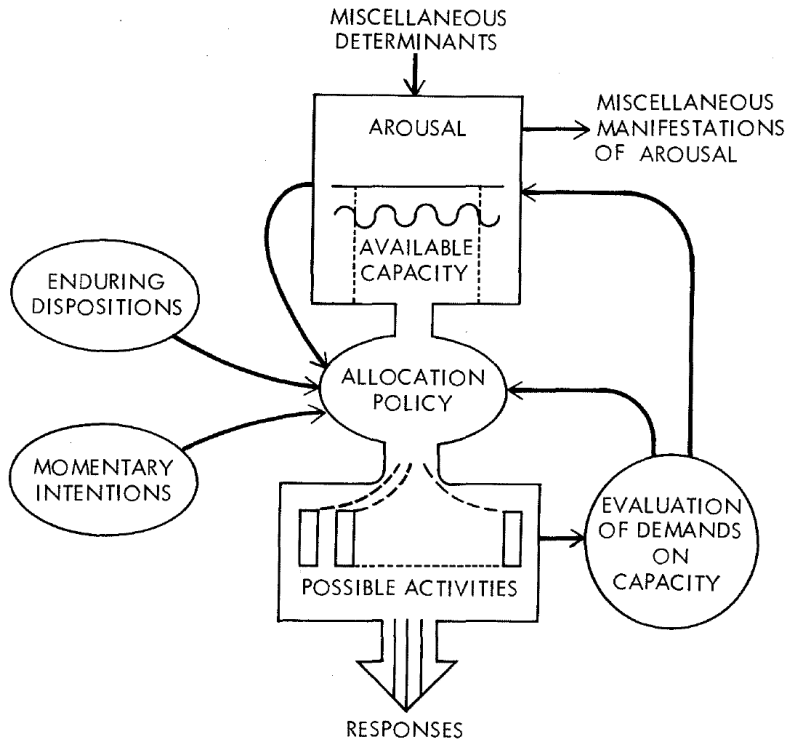 MISCELLANEOUS
DETERMINANTS
AROUSAL
MISCELLANEOUS
MANIFESTATIONS
OF AROUSAL
AVAILABLE
CAPACITY
ENDURING
DISPOSITIONS
ALLOCATION
POLICY
MOMENTARY
INTENTIONS
EVALUATION
OF DEMANDS
ON
CAPACITY
POSSIBLE ACTIVITIES
RESPONSES